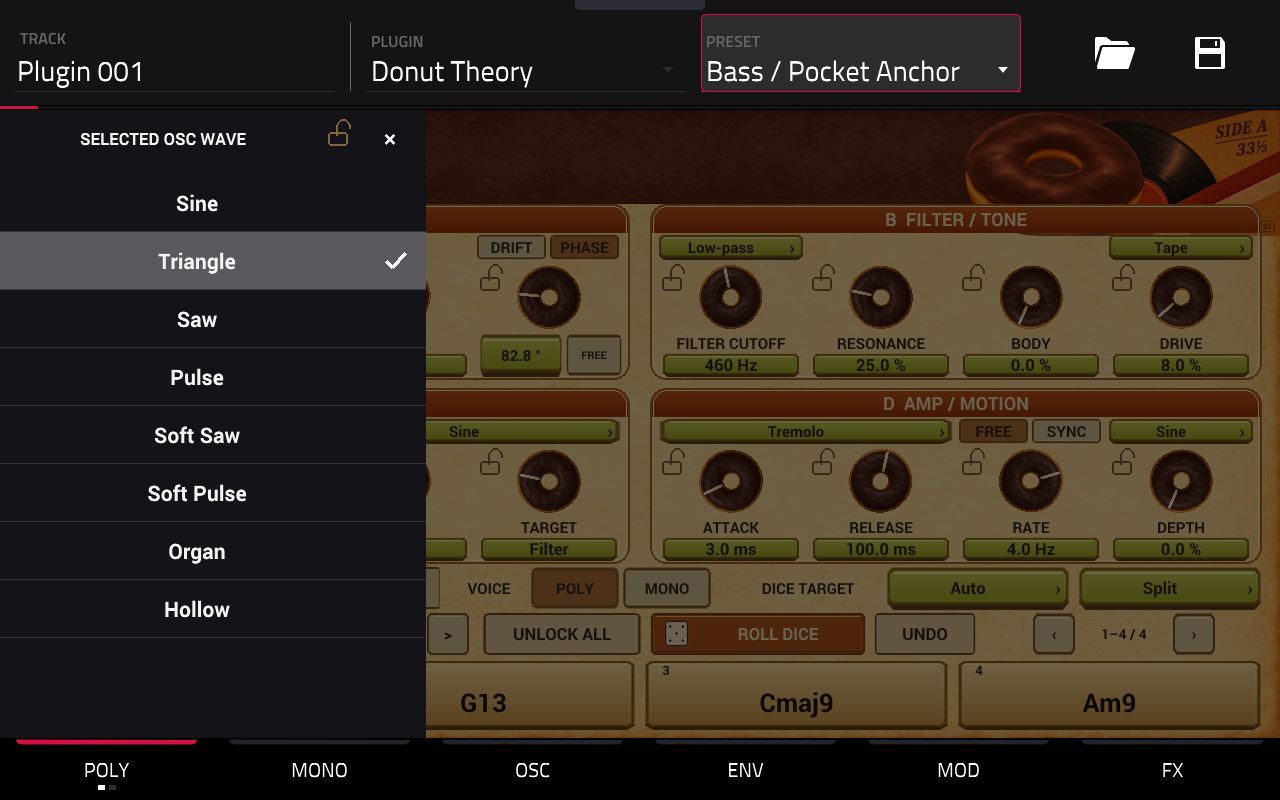 TRACK
Plugin 001
PLUGIN
Donut Theory
PRESET
Bass / Pocket Anchor
SELECTED OSC WAVE
×
Sine
Triangle
Saw
Pulse
Soft Saw
Soft Pulse
Organ
Hollow
SIDE A
33⅓
DRIFT
PHASE
82.8 °
FREE
B FILTER / TONE
Low-pass ›
Tape ›
FILTER CUTOFF
RESONANCE
BODY
DRIVE
460 Hz
25.0 %
0.0 %
8.0 %
Sine ›
TARGET
Filter
D AMP / MOTION
Tremolo ›
FREE
SYNC
Sine ›
ATTACK
RELEASE
RATE
DEPTH
3.0 ms
100.0 ms
4.0 Hz
0.0 %
VOICE
POLY
MONO
DICE TARGET
Auto ›
Split ›
>
UNLOCK ALL
ROLL DICE
UNDO
‹
1–4 / 4
›
G13
3
Cmaj9
4
Am9
POLY
MONO
OSC
ENV
MOD
FX